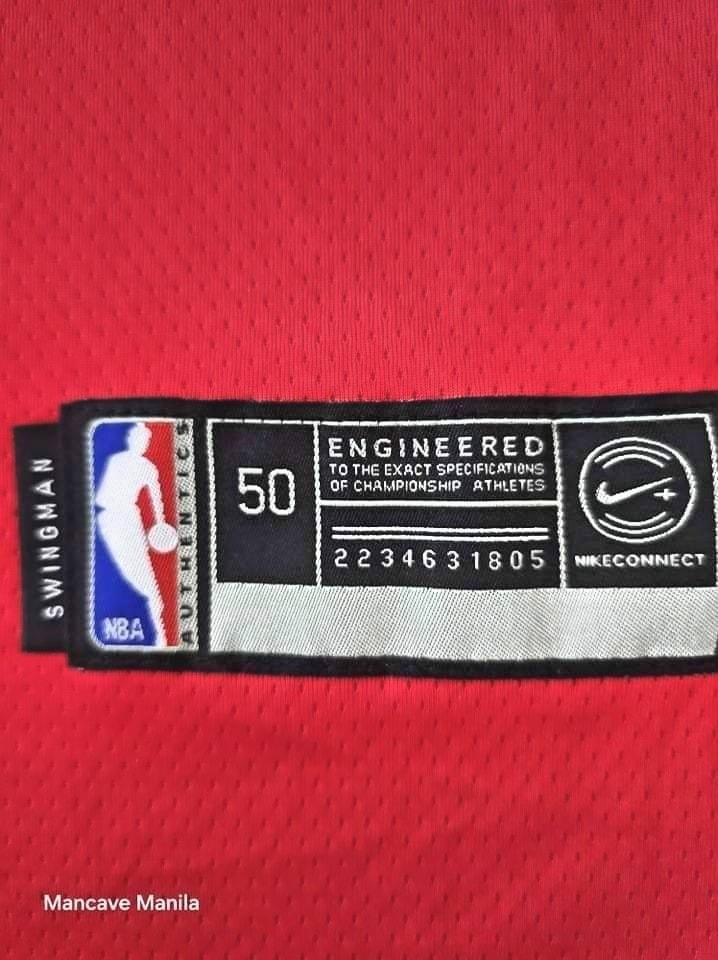 SWINGMAN
NBA
AUTHENTICS
50
ENGINEERED
TO THE EXACT SPECIFICATIONS
OF CHAMPIONSHIP ATHLETES
2234631805
NIKECONNECT
Mancave Manila